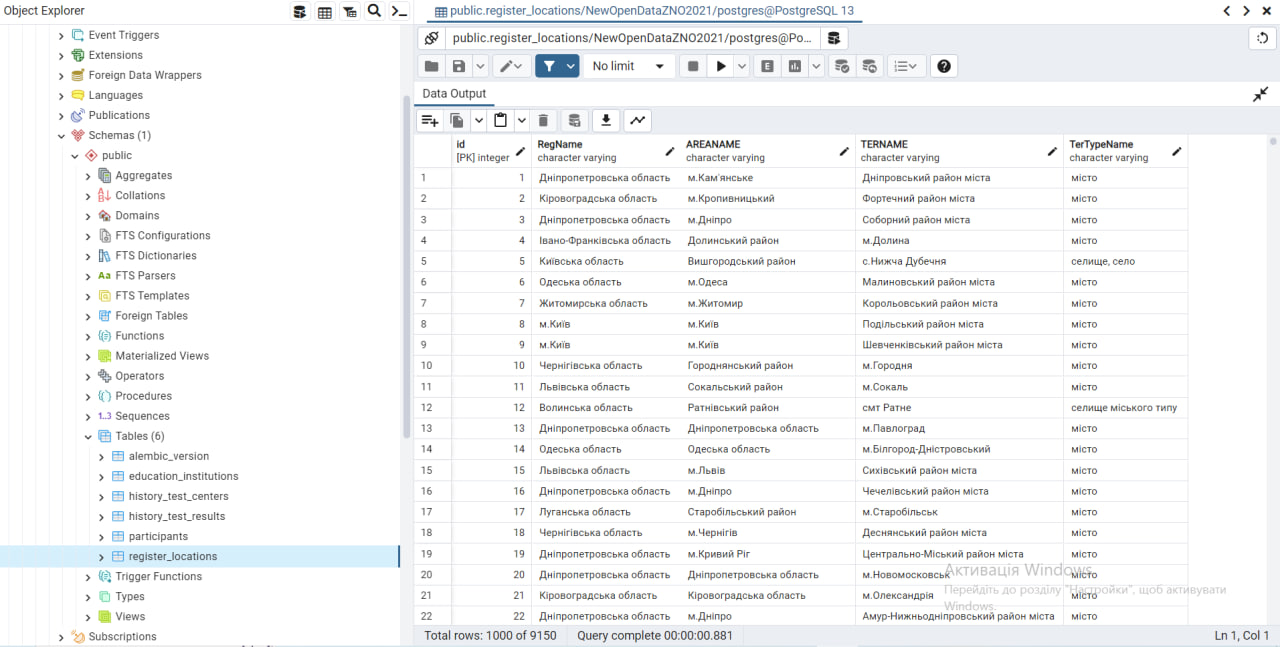 Object Explorer
public.register_locations/NewOpenDataZNO2021/postgres@PostgreSQL 13
public.register_locations/NewOpenDataZNO2021/postgres@Po...
No limit
E
Data Output
Event Triggers
Extensions
Foreign Data Wrappers
Languages
Publications
Schemas (1)
public
Aggregates
Collations
Domains
FTS Configurations
FTS Dictionaries
Aa FTS Parsers
FTS Templates
Foreign Tables
Functions
Materialized Views
Operators
Procedures
1..3 Sequences
Tables (6)
alembic_version
education_institutions
history_test_centers
history_test_results
participants
register_locations
Trigger Functions
Types
Views
Subscriptions
id RegName AREANAME TERNAME TerTypeName
[PK] integer character varying character varying character varying character varying
1 1 Дніпропетровська область м.Кам'янське Дніпровський район міста місто
2 2 Кіровоградська область м.Кропивницький Фортечний район міста місто
3 3 Дніпропетровська область м.Дніпро Соборний район міста місто
4 4 Івано-Франківська область Долинський район м.Долина місто
5 5 Київська область Вишгородський район с.Нижча Дубечня селище, село
6 6 Одеська область м.Одеса Малиновський район міста місто
7 7 Житомирська область м.Житомир Корольовський район міста місто
8 8 м.Київ м.Київ Подільський район міста місто
9 9 м.Київ м.Київ Шевченківський район міста місто
10 10 Чернігівська область Городнянський район м.Городня місто
11 11 Львівська область Сокальський район м.Сокаль місто
12 12 Волинська область Ратнівський район смт Ратне селище міського типу
13 13 Дніпропетровська область Дніпропетровська область м.Павлоград місто
14 14 Одеська область Одеська область м.Білгород-Дністровський місто
15 15 Львівська область м.Львів Сихівський район міста місто
16 16 Дніпропетровська область м.Дніпро Чечелівський район міста місто
17 17 Луганська область Старобільський район м.Старобільськ місто
18 18 Чернігівська область м.Чернігів Деснянський район міста місто
19 19 Дніпропетровська область м.Кривий Ріг Центрально-Міський район міста місто
20 20 Дніпропетровська область Дніпропетровська область м.Новомосковськ місто
21 21 Кіровоградська область Кіровоградська область м.Олександрія місто
22 22 Дніпропетровська область м.Дніпро Амур-Нижньодніпровський район міста місто
Активація Windows
Перейдіть до розділу "Настройки", щоб активувати
Windows.
Total rows: 1000 of 9150 Query complete 00:00:00.881 Ln 1, Col 1